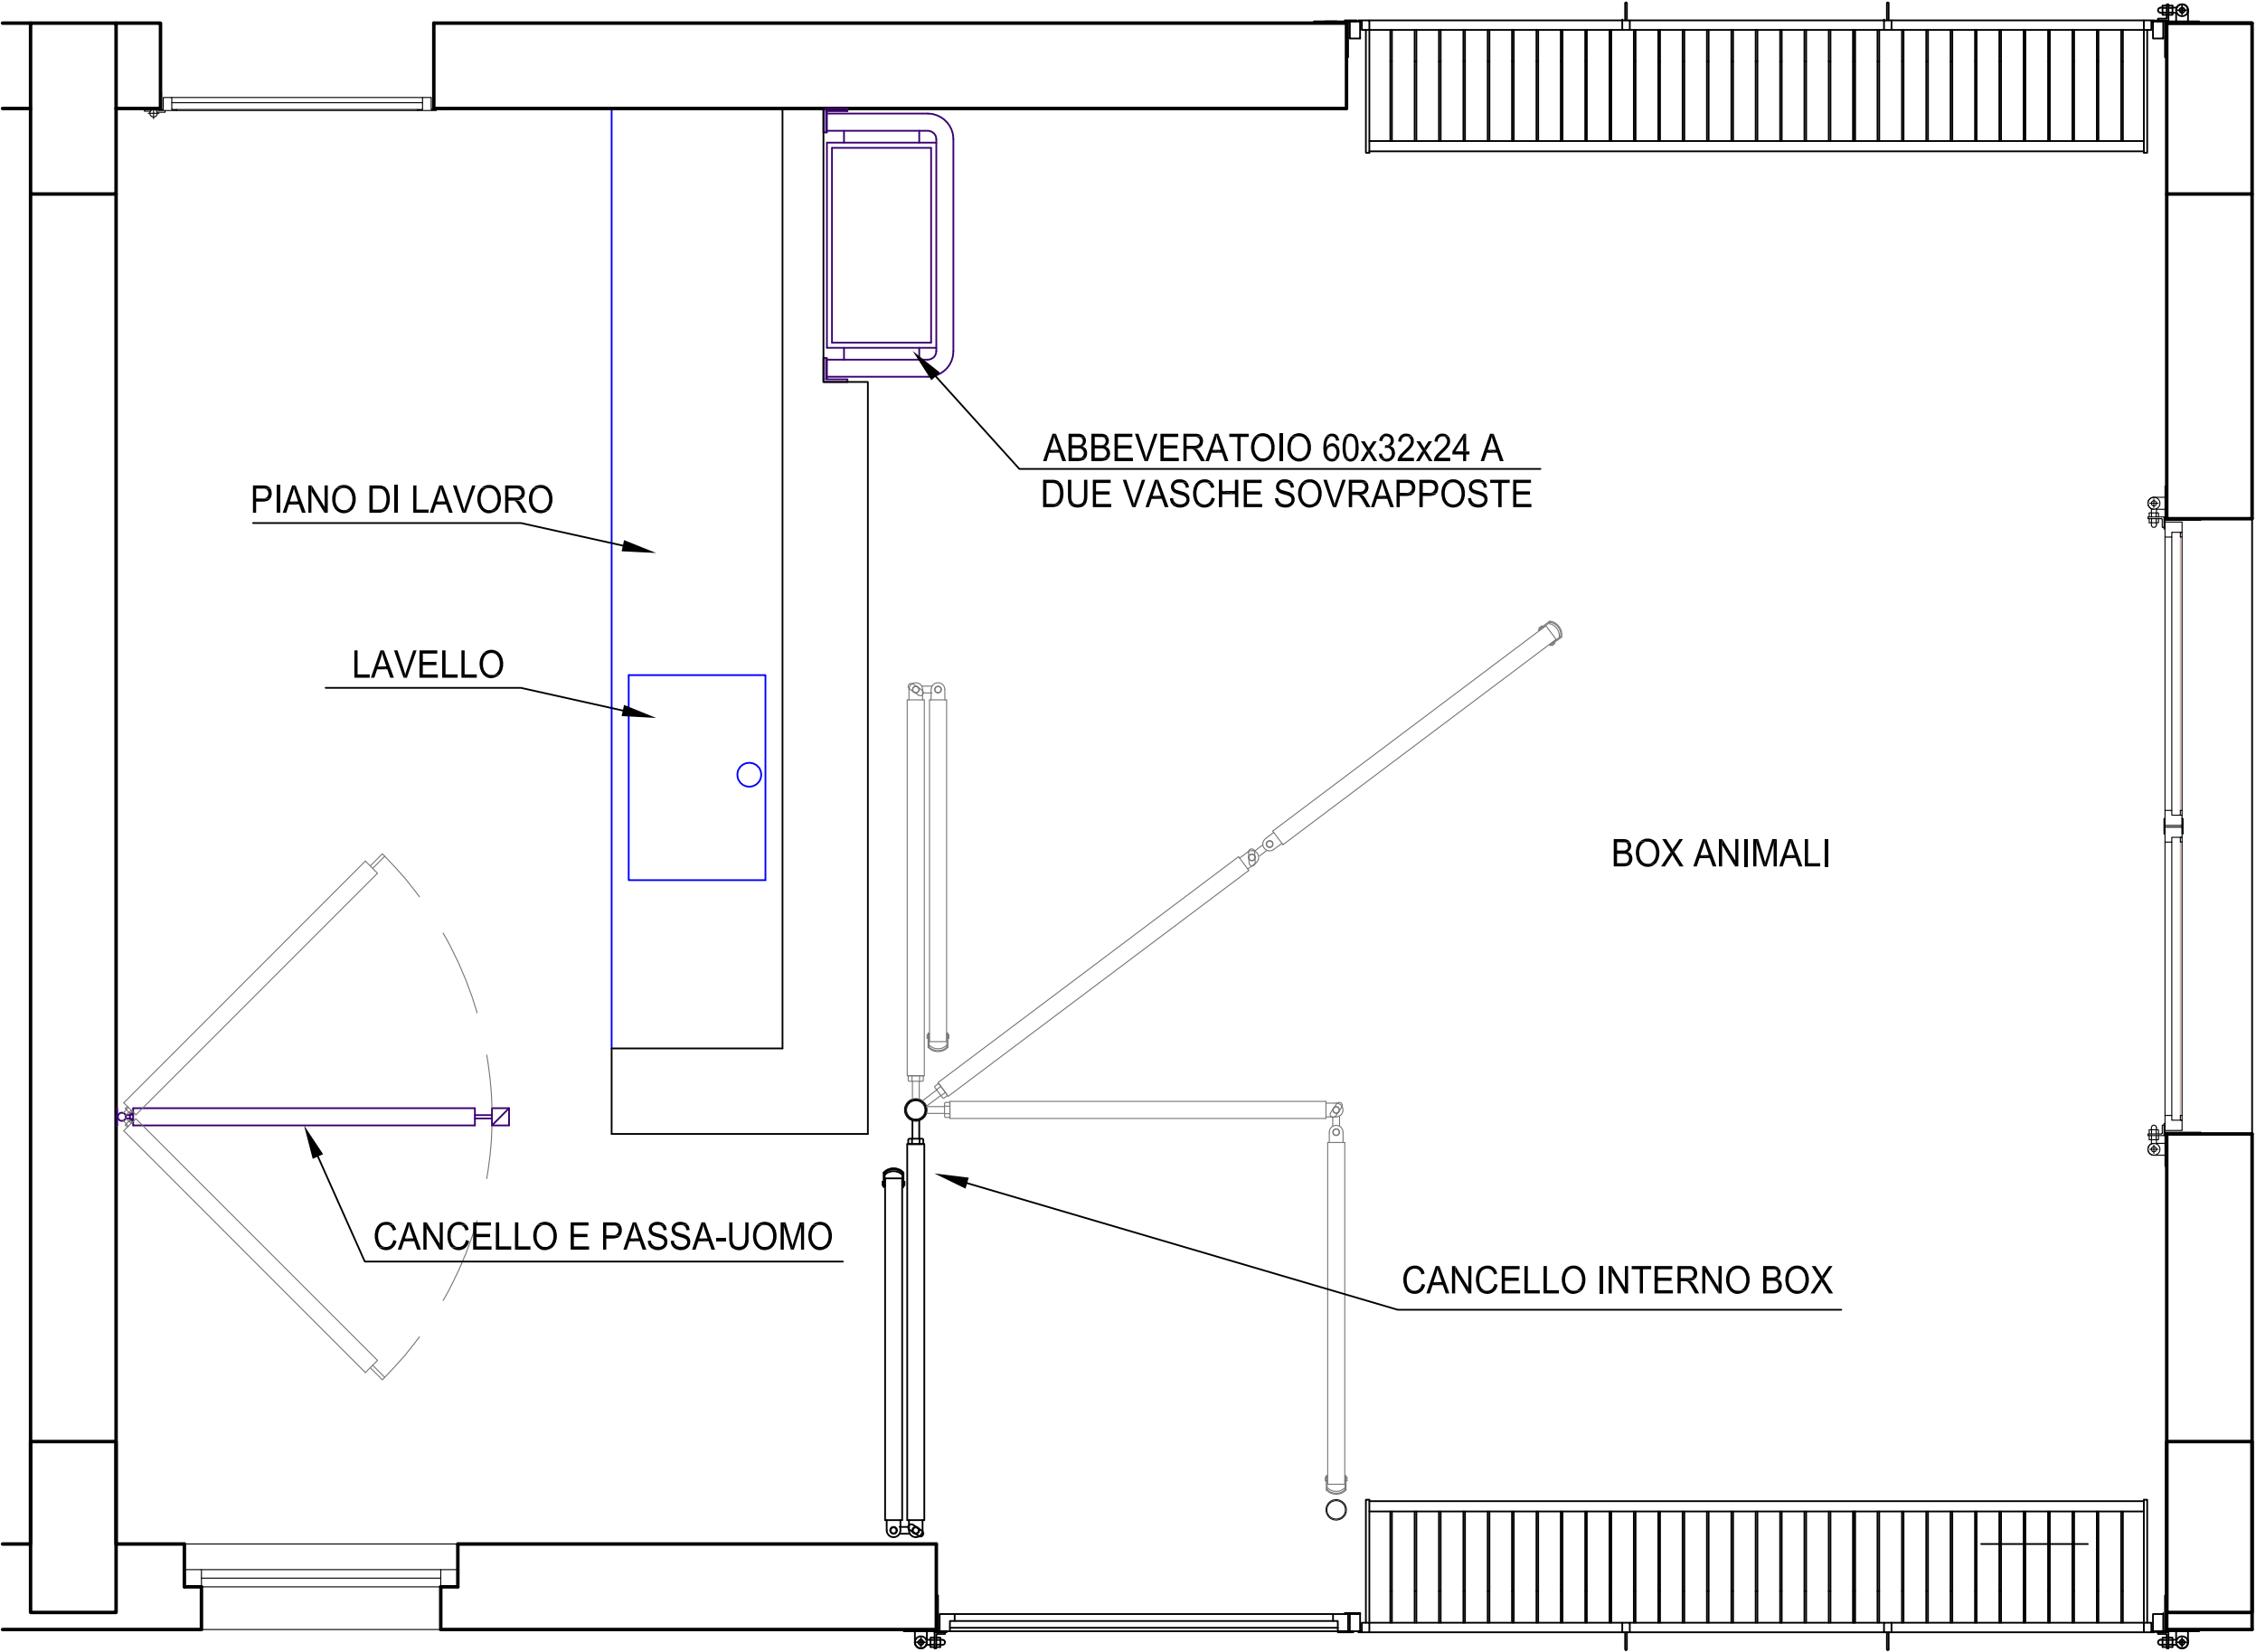 ABBEVERATOIO 60x32x24 A
DUE VASCHE SOVRAPPOSTE
PIANO DI LAVORO
LAVELLO
BOX ANIMALI
CANCELLO E PASSA-UOMO
CANCELLO INTERNO BOX